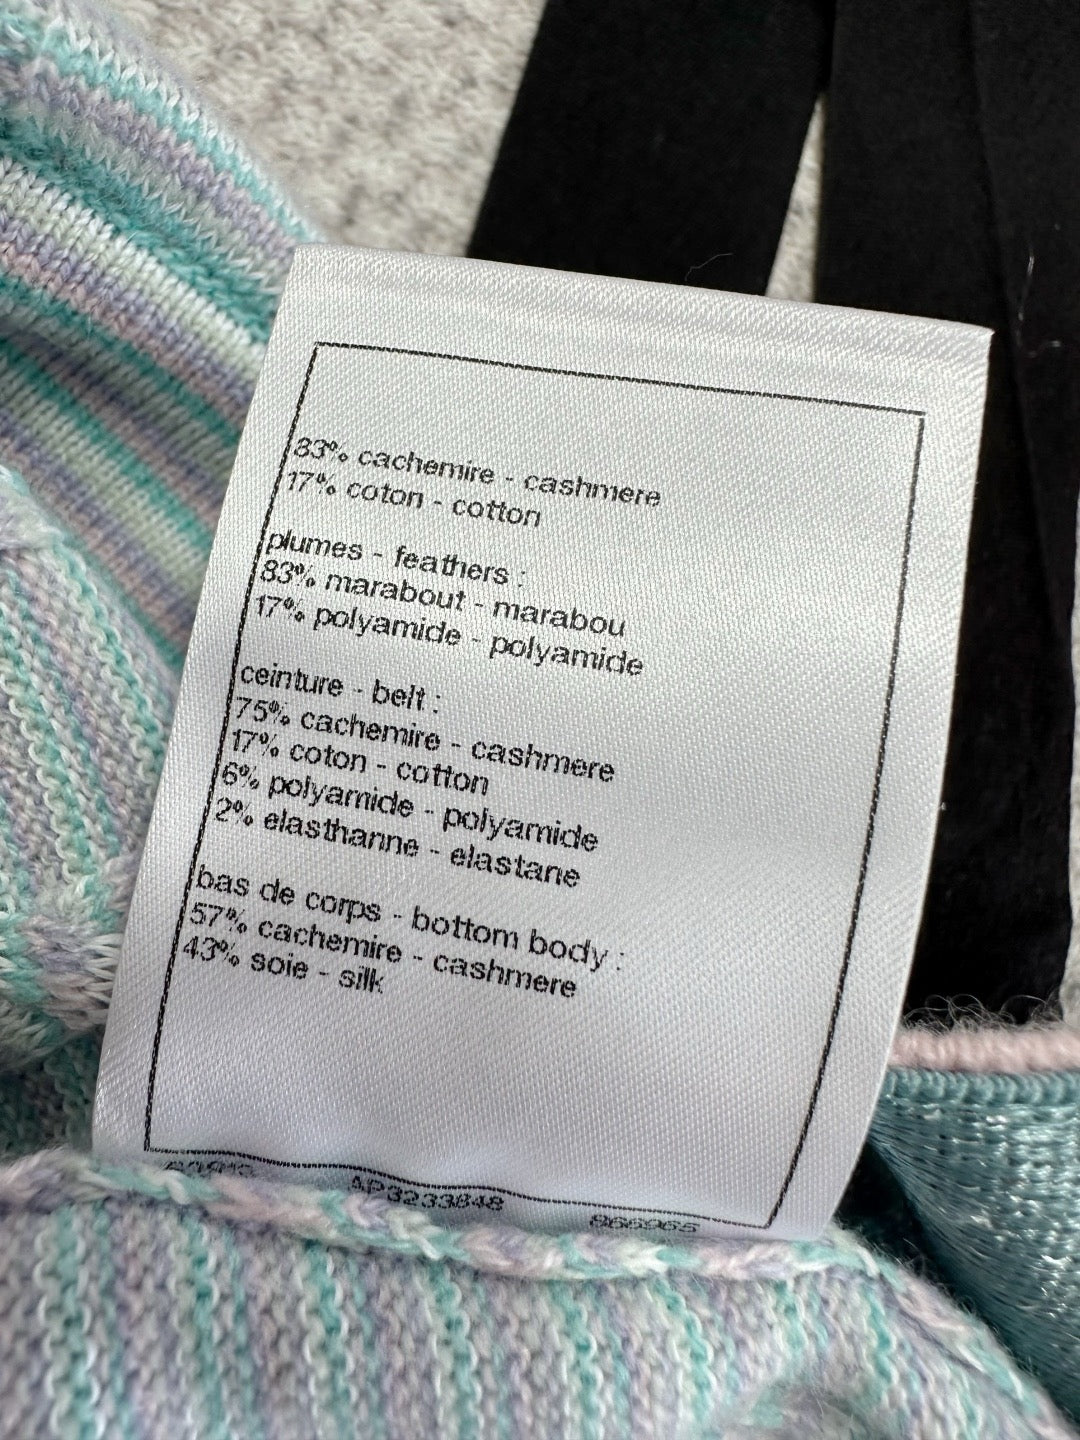 83% cachemire - cashmere
17% coton - cotton
plumes - feathers :
83% marabout - marabou
17% polyamide - polyamide
ceinture - belt :
75% cachemire - cashmere
17% coton - cotton
6% polyamide - polyamide
2% elasthanne - elastane
bas de corps - bottom body :
57% cachemire - cashmere
43% soie - silk
AP3233848
866965